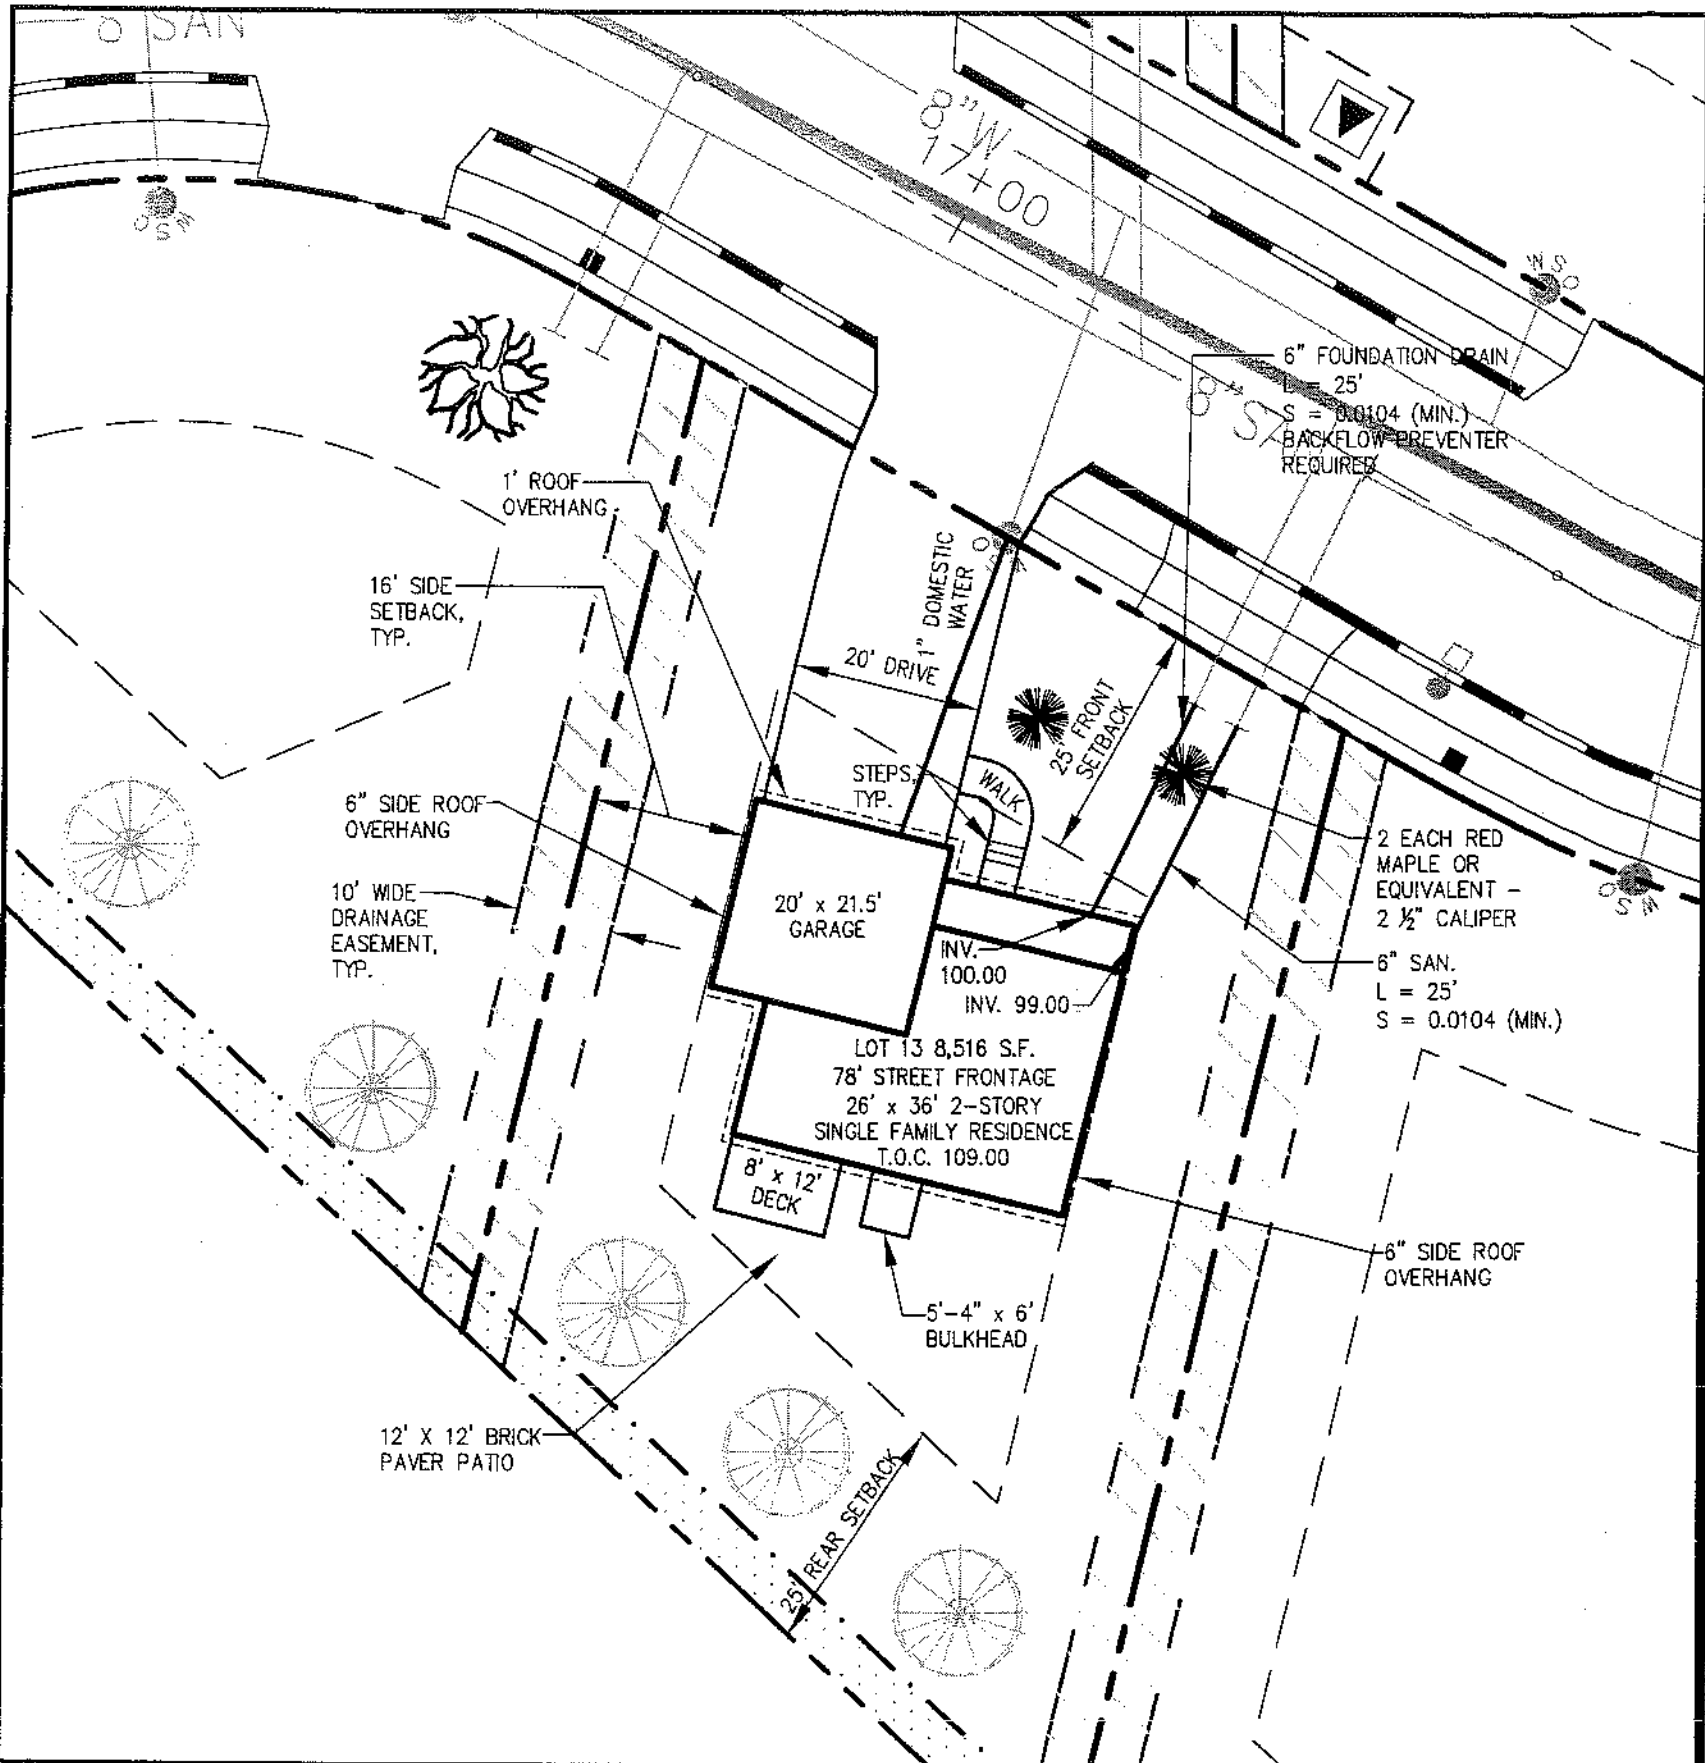 8" SAN
8"W
17+00
6" FOUNDATION DRAIN
L = 25'
S = 0.0104 (MIN.)
BACKFLOW PREVENTER
REQUIRED
1' ROOF
OVERHANG
16' SIDE
SETBACK,
TYP.
1" DOMESTIC
WATER
20' DRIVE
25' FRONT
SETBACK
STEPS,
TYP.
WALK
6" SIDE ROOF
OVERHANG
2 EACH RED
MAPLE OR
EQUIVALENT –
2 ½" CALIPER
10' WIDE
DRAINAGE
EASEMENT,
TYP.
20' x 21.5'
GARAGE
INV.
100.00
INV. 99.00
6" SAN.
L = 25'
S = 0.0104 (MIN.)
LOT 13 8,516 S.F.
78' STREET FRONTAGE
26' x 36' 2-STORY
SINGLE FAMILY RESIDENCE
T.O.C. 109.00
8' x 12'
DECK
6" SIDE ROOF
OVERHANG
5'-4" x 6'
BULKHEAD
12' X 12' BRICK
PAVER PATIO
25' REAR SETBACK